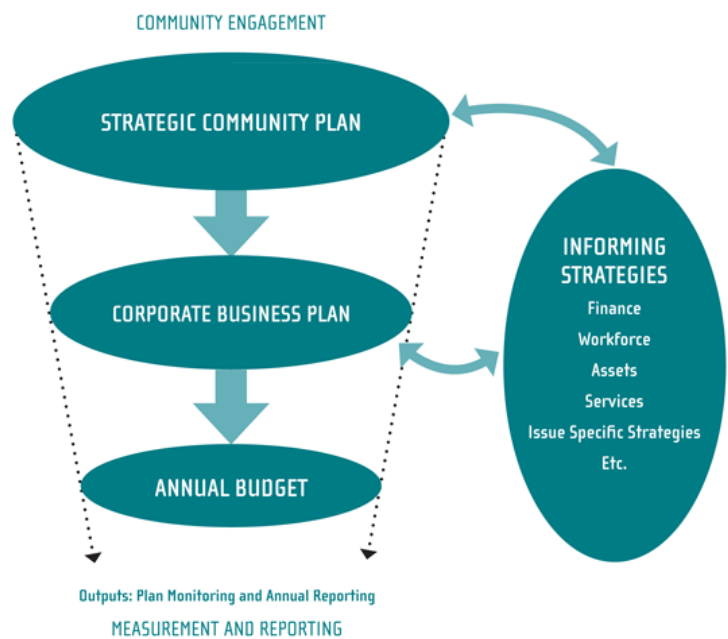 COMMUNITY ENGAGEMENT
STRATEGIC COMMUNITY PLAN
CORPORATE BUSINESS PLAN
ANNUAL BUDGET
INFORMING
STRATEGIES
Finance
Workforce
Assets
Services
Issue Specific Strategies
Etc.
Outputs: Plan Monitoring and Annual Reporting
MEASUREMENT AND REPORTING